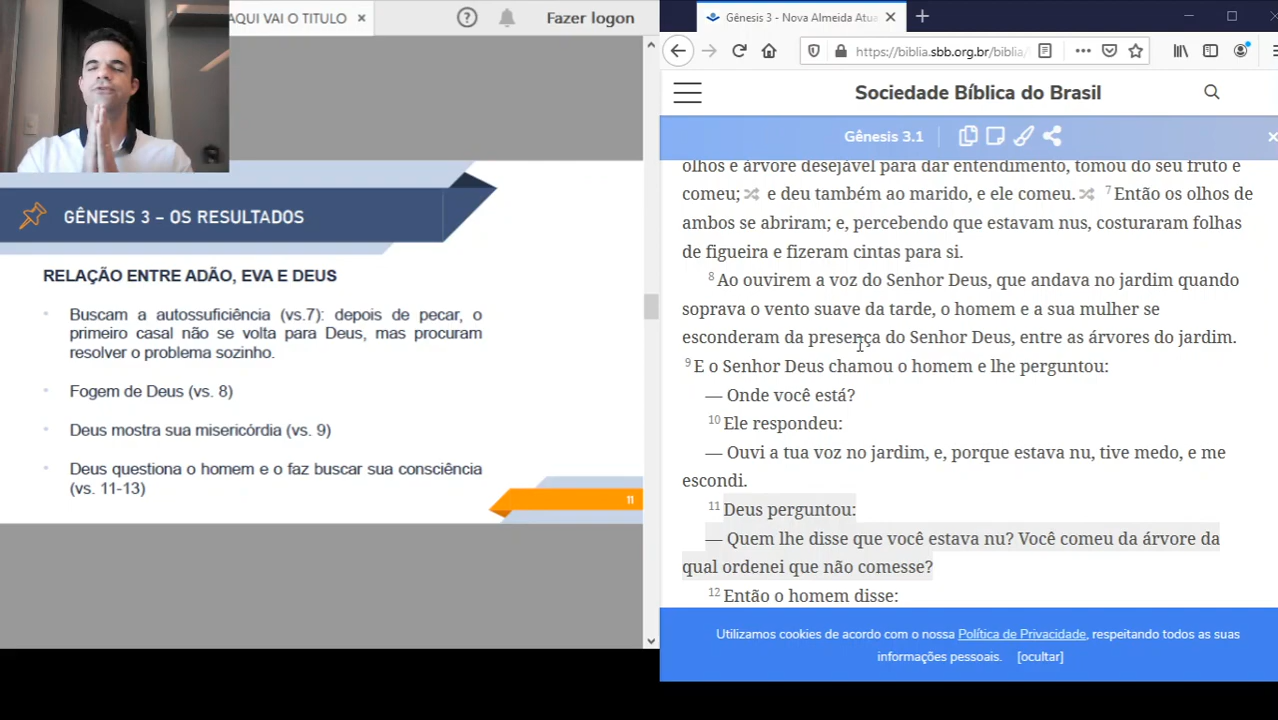 AQUI VAI O TITULO
Fazer logon
GÊNESIS 3 – OS RESULTADOS
RELAÇÃO ENTRE ADÃO, EVA E DEUS
Buscam a autossuficiência (vs.7): depois de pecar, o
primeiro casal não se volta para Deus, mas procuram
resolver o problema sozinho.
Fogem de Deus (vs. 8)
Deus mostra sua misericórdia (vs. 9)
Deus questiona o homem e o faz buscar sua consciência
(vs. 11-13)
11
Gênesis 3 - Nova Almeida Atua
https://biblia.sbb.org.br/biblia/
Sociedade Bíblica do Brasil
Gênesis 3.1
olhos e árvore desejável para dar entendimento, tomou do seu fruto e
comeu; e deu também ao marido, e ele comeu. 7 Então os olhos de
ambos se abriram; e, percebendo que estavam nus, costuraram folhas
de figueira e fizeram cintas para si.
8 Ao ouvirem a voz do Senhor Deus, que andava no jardim quando
soprava o vento suave da tarde, o homem e a sua mulher se
esconderam da presença do Senhor Deus, entre as árvores do jardim.
9 E o Senhor Deus chamou o homem e lhe perguntou:
— Onde você está?
10 Ele respondeu:
— Ouvi a tua voz no jardim, e, porque estava nu, tive medo, e me
escondi.
11 Deus perguntou:
— Quem lhe disse que você estava nu? Você comeu da árvore da
qual ordenei que não comesse?
12 Então o homem disse:
Utilizamos cookies de acordo com o nossa Política de Privacidade, respeitando todos as suas
informações pessoais. [ocultar]